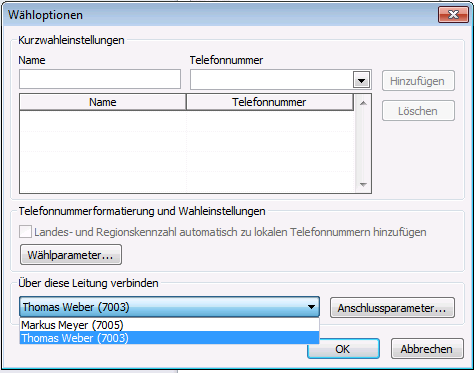 Wähloptionen
Kurzwahleinstellungen
Name Telefonnummer
Hinzufügen
Name Telefonnummer
Löschen
Telefonnummerformatierung und Wahleinstellungen
Landes- und Regionskennzahl automatisch zu lokalen Telefonnummern hinzufügen
Wählparameter...
Über diese Leitung verbinden
Thomas Weber (7003) Anschlussparameter...
Markus Meyer (7005)
Thomas Weber (7003)
OK Abbrechen